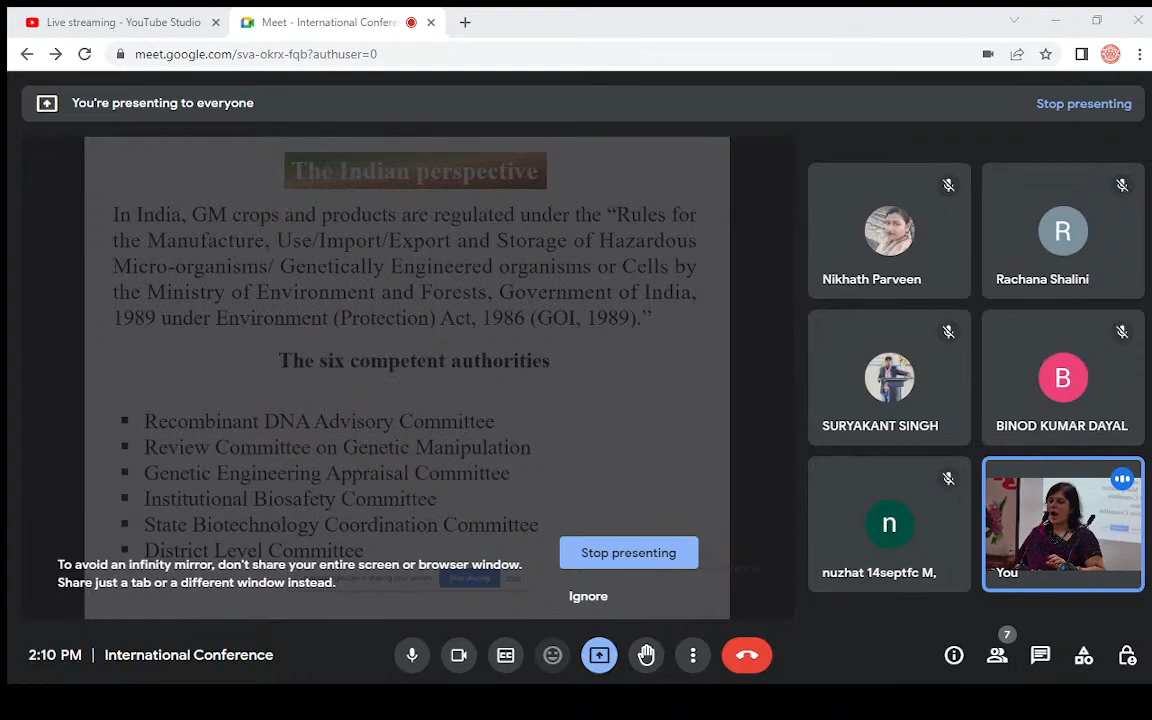 Live streaming - YouTube Studio
Meet - International Confere
meet.google.com/sva-okrx-fqb?authuser=0
You're presenting to everyone
Stop presenting
The Indian perspective
In India, GM crops and products are regulated under the “Rules for
the Manufacture, Use/Import/Export and Storage of Hazardous
Micro-organisms/ Genetically Engineered organisms or Cells by
the Ministry of Environment and Forests, Government of India,
1989 under Environment (Protection) Act, 1986 (GOI, 1989).”
The six competent authorities
Recombinant DNA Advisory Committee
Review Committee on Genetic Manipulation
Genetic Engineering Appraisal Committee
Institutional Biosafety Committee
State Biotechnology Coordination Committee
District Level Committee
To avoid an infinity mirror, don't share your entire screen or browser window.
Share just a tab or a different window instead.
Stop presenting
Ignore
Nikhath Parveen
R
Rachana Shalini
SURYAKANT SINGH
B
BINOD KUMAR DAYAL
n
nuzhat 14septfc M,
You
2:10 PM | International Conference
CC
7